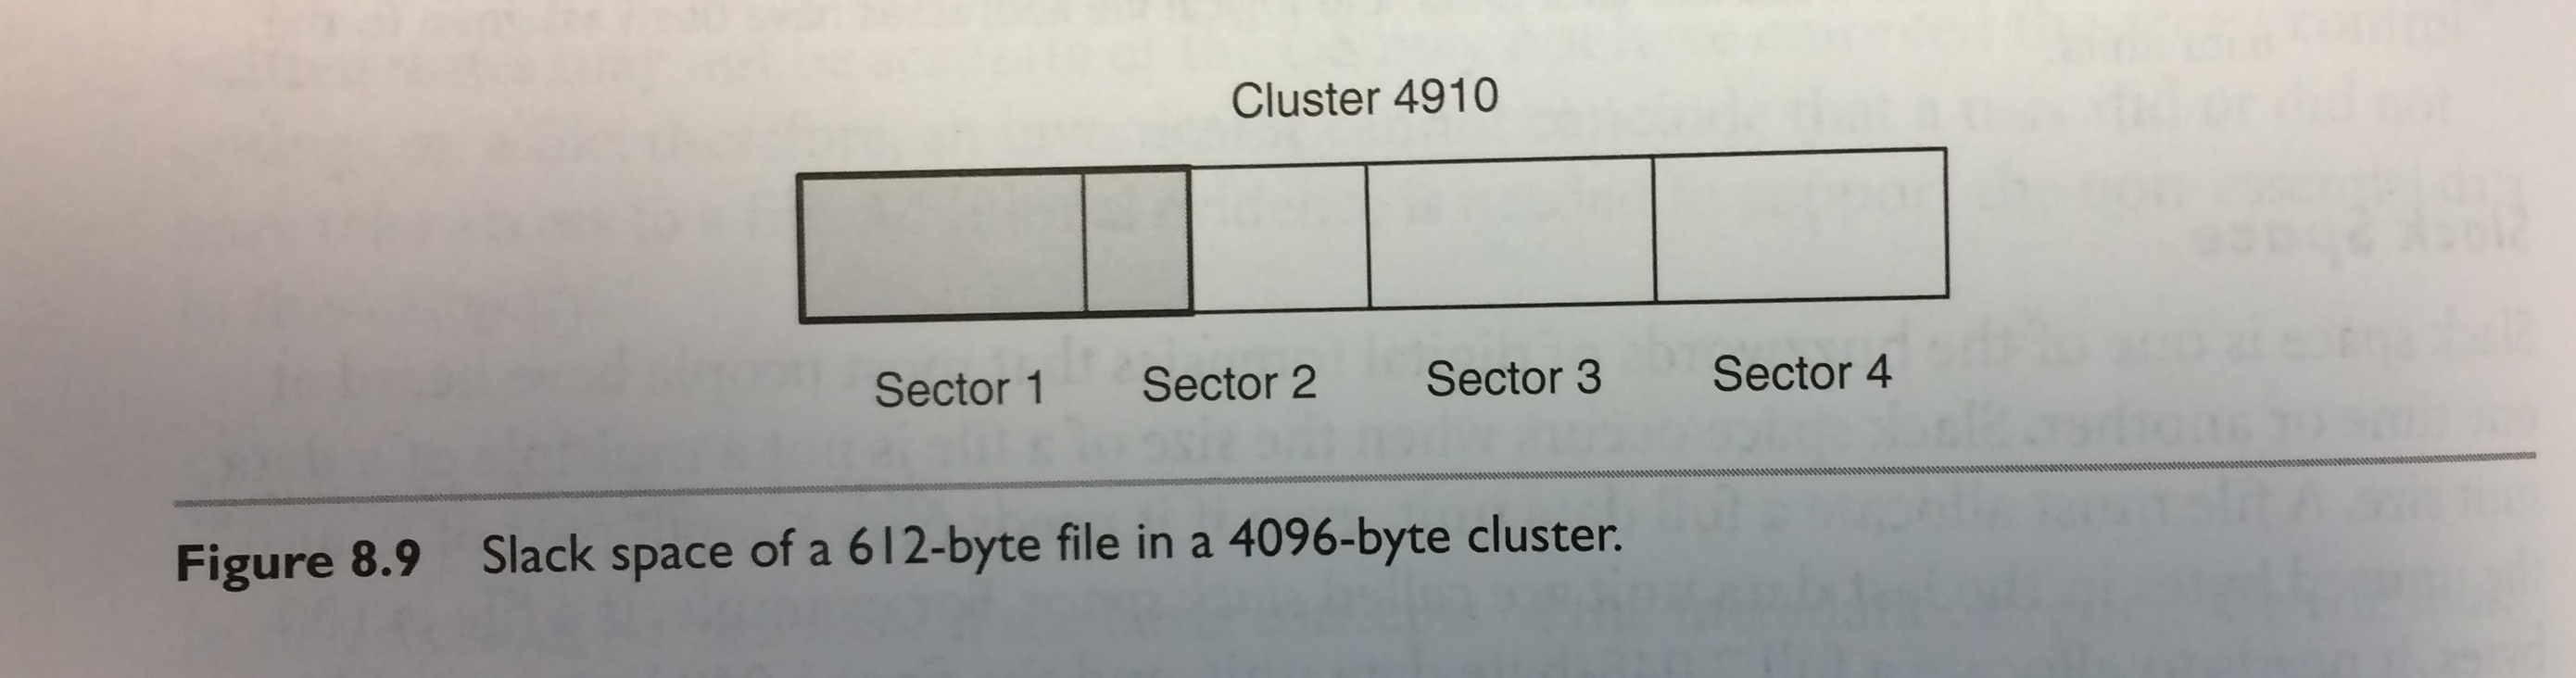 Cluster 4910
Sector 1 Sector 2 Sector 3 Sector 4
Figure 8.9 Slack space of a 612-byte file in a 4096-byte cluster.